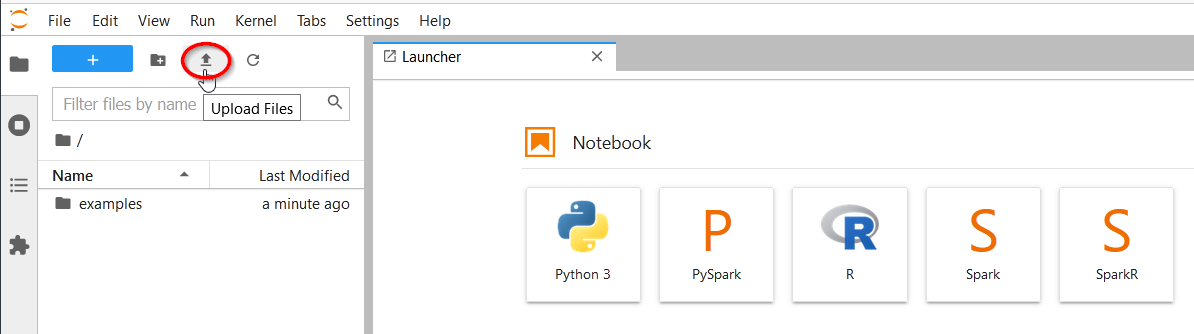 File Edit View Run Kernel Tabs Settings Help
+
Launcher
Filter files by name
Upload Files
/
Name Last Modified
examples a minute ago
Notebook
P R S S
Python 3 PySpark R Spark SparkR